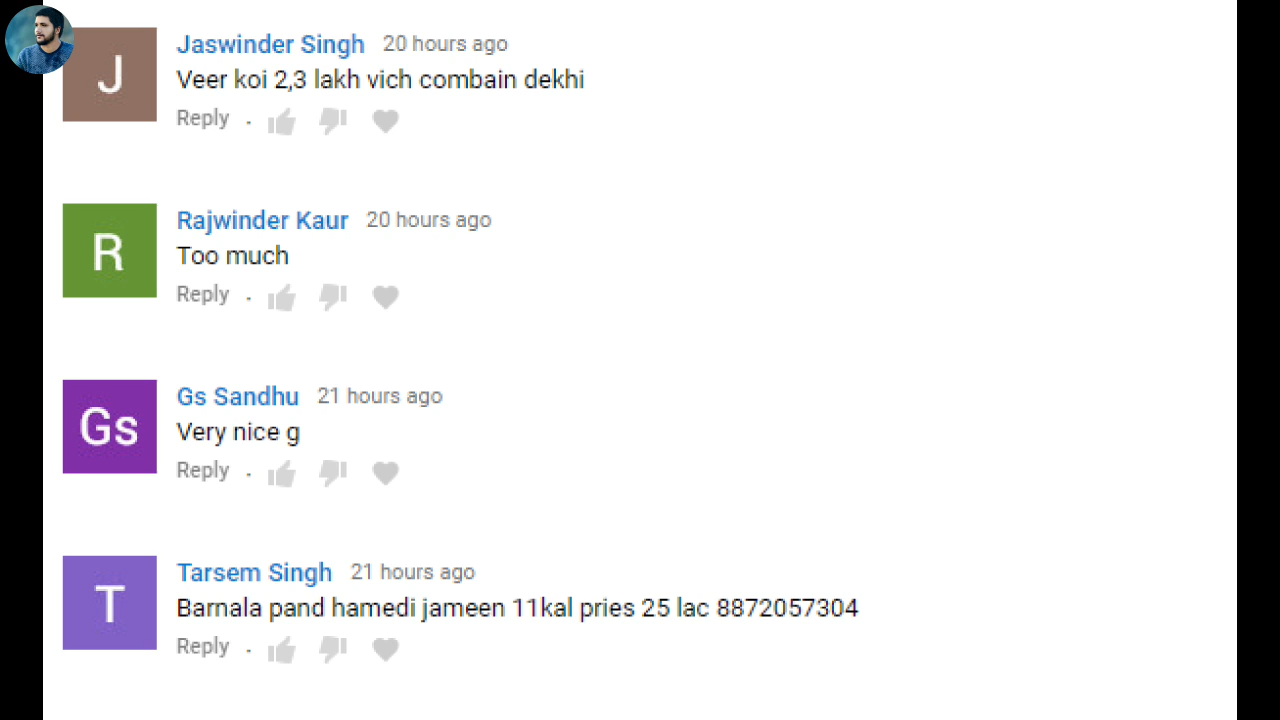 J
Jaswinder Singh 20 hours ago
Veer koi 2,3 lakh vich combain dekhi
Reply .
R
Rajwinder Kaur 20 hours ago
Too much
Reply .
Gs
Gs Sandhu 21 hours ago
Very nice g
Reply .
T
Tarsem Singh 21 hours ago
Barnala pand hamedi jameen 11kal pries 25 lac 8872057304
Reply .